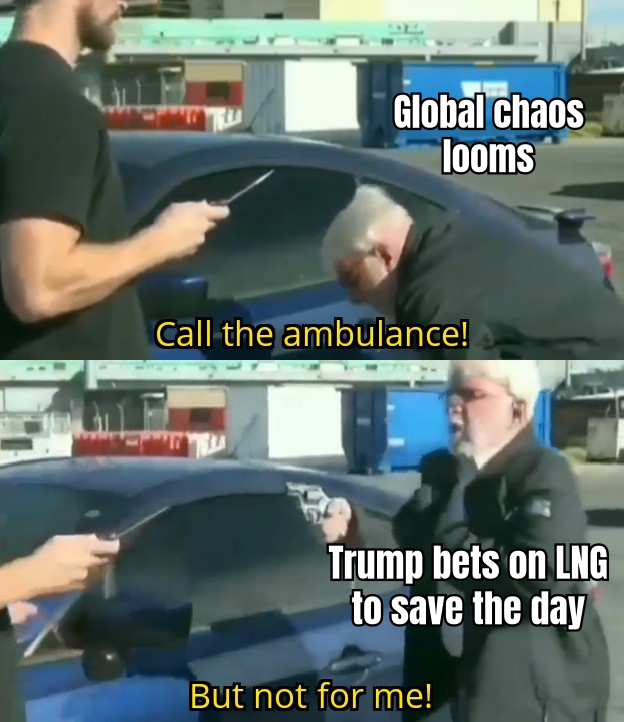 Global chaos
looms
Call the ambulance!
Trump bets on LNG
to save the day
But not for me!